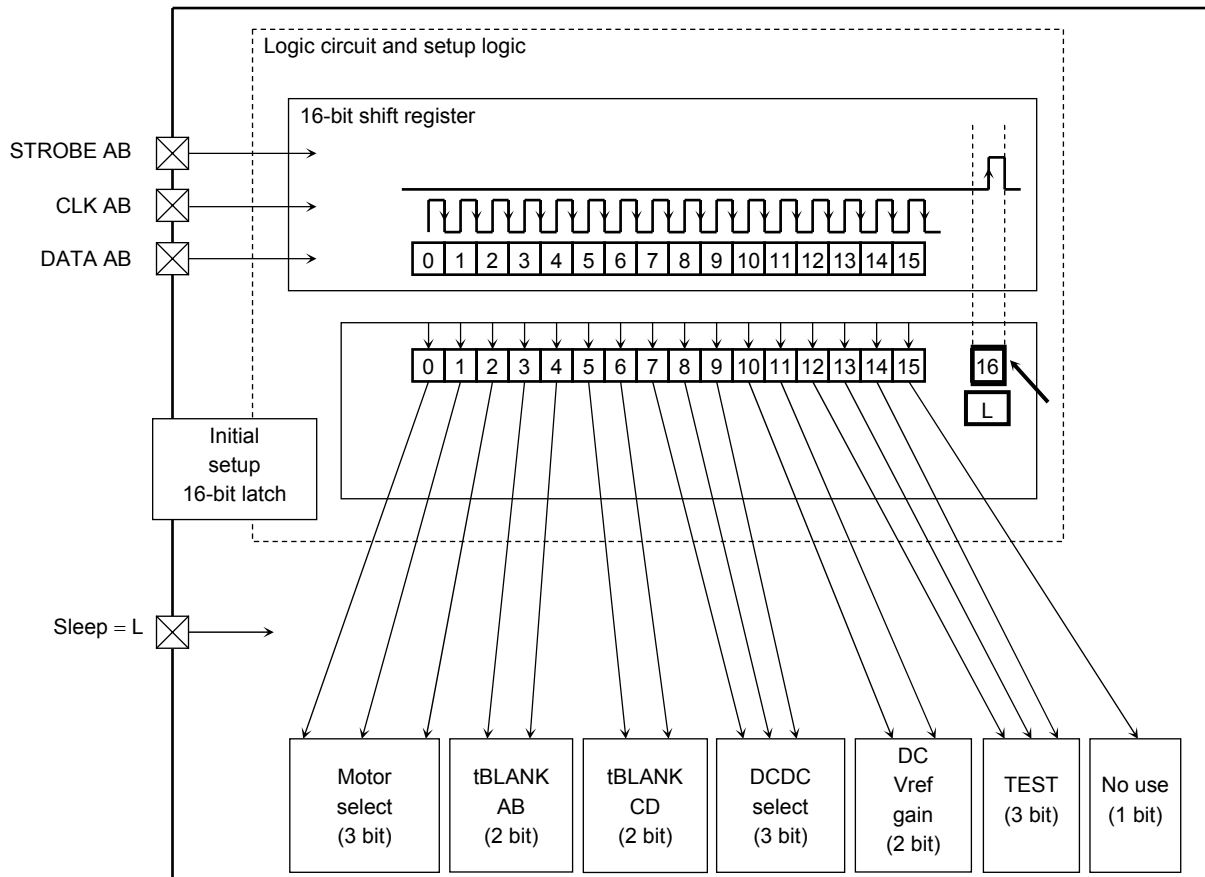 Logic circuit and setup logic
16-bit shift register
STROBE AB
CLK AB
DATA AB
0 1 2 3 4 5 6 7 8 9 10 11 12 13 14 15
0 1 2 3 4 5 6 7 8 9 10 11 12 13 14 15 16
L
Initial
setup
16-bit latch
Sleep = L
Motor
select
(3 bit)
tBLANK
AB
(2 bit)
tBLANK
CD
(2 bit)
DCDC
select
(3 bit)
DC
Vref
gain
(2 bit)
TEST
(3 bit)
No use
(1 bit)